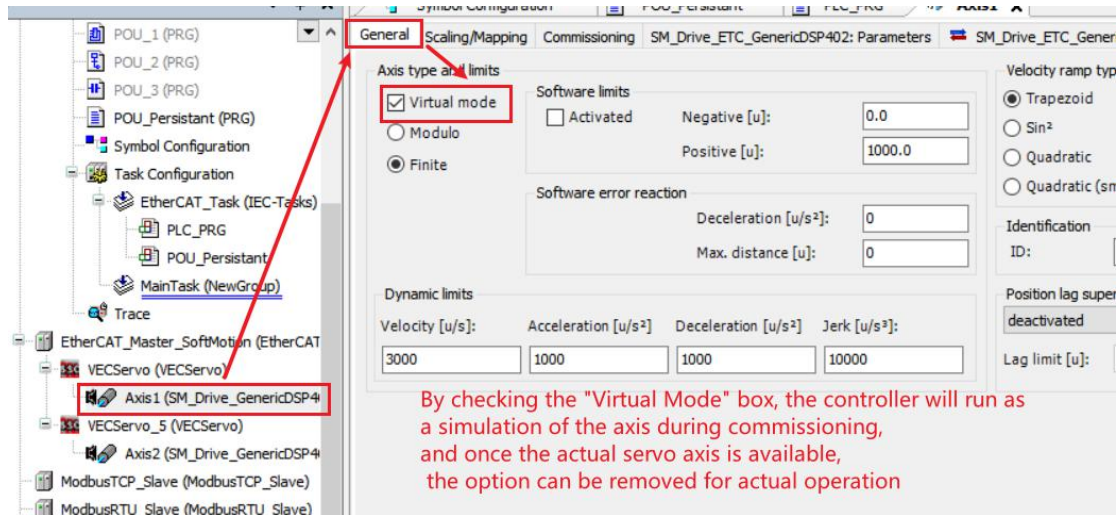 Symbol Configuration
POU_Persistant
PLC_PRG
Axis1 X
POU_1 (PRG)
POU_2 (PRG)
POU_3 (PRG)
POU_Persistant (PRG)
Symbol Configuration
Task Configuration
EtherCAT_Task (IEC-Tasks)
PLC_PRG
POU_Persistant
MainTask (NewGroup)
Trace
EtherCAT_Master_SoftMotion (EtherCAT
VECServo (VECServo)
Axis1 (SM_Drive_GenericDSP4
VECServo_5 (VECServo)
Axis2 (SM_Drive_GenericDSP4
ModbusTCP_Slave (ModbusTCP_Slave)
ModbusRTU_Slave (ModbusRTU_Slave)
General Scaling/Mapping Commissioning SM_Drive_ETC_GenericDSP402: Parameters SM_Drive_ETC_Generi
Axis type and limits
Virtual mode
Modulo
Finite
Software limits
Activated Negative [u]: 0.0
Positive [u]: 1000.0
Software error reaction
Deceleration [u/s²]: 0
Max. distance [u]: 0
Velocity ramp typ
Trapezoid
Sin²
Quadratic
Quadratic (sm
Identification
ID:
Dynamic limits
Velocity [u/s]: Acceleration [u/s²] Deceleration [u/s²] Jerk [u/s³]:
3000 1000 1000 10000
Position lag super
deactivated
Lag limit [u]:
By checking the "Virtual Mode" box, the controller will run as
a simulation of the axis during commissioning,
and once the actual servo axis is available,
the option can be removed for actual operation